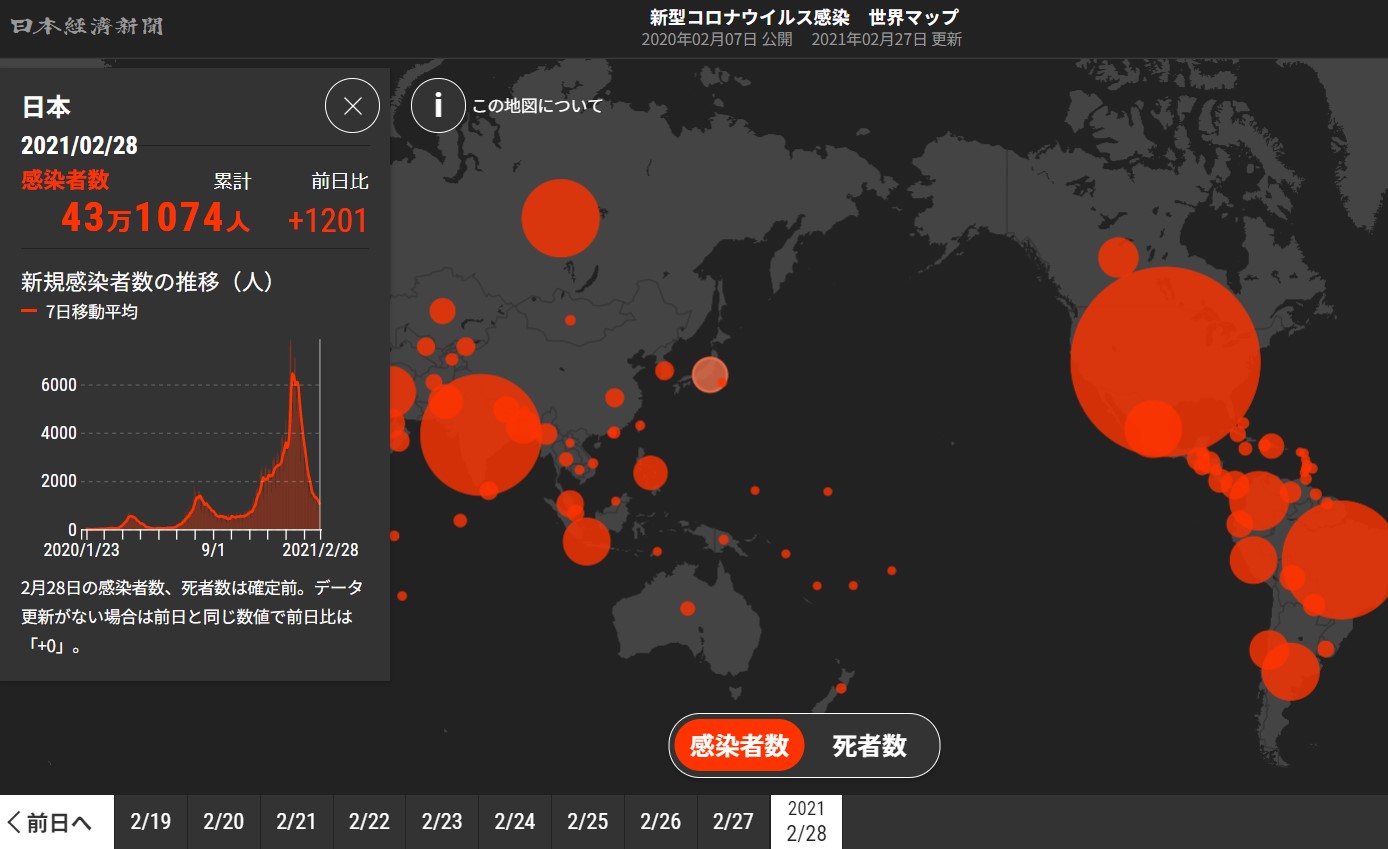 日本経済新聞
新型コロナウイルス感染　世界マップ
2020年02月07日 公開　2021年02月27日 更新
日本
i この地図について
2021/02/28
感染者数 累計 前日比
43万1074人 +1201
新規感染者数の推移（人）
7日移動平均
6000
4000
2000
0
2020/1/23 9/1 2021/2/28
2月28日の感染者数、死者数は確定前。データ
更新がない場合は前日と同じ数値で前日比は
「+0」。
感染者数 死者数
前日へ 2/19 2/20 2/21 2/22 2/23 2/24 2/25 2/26 2/27 2021
2/28